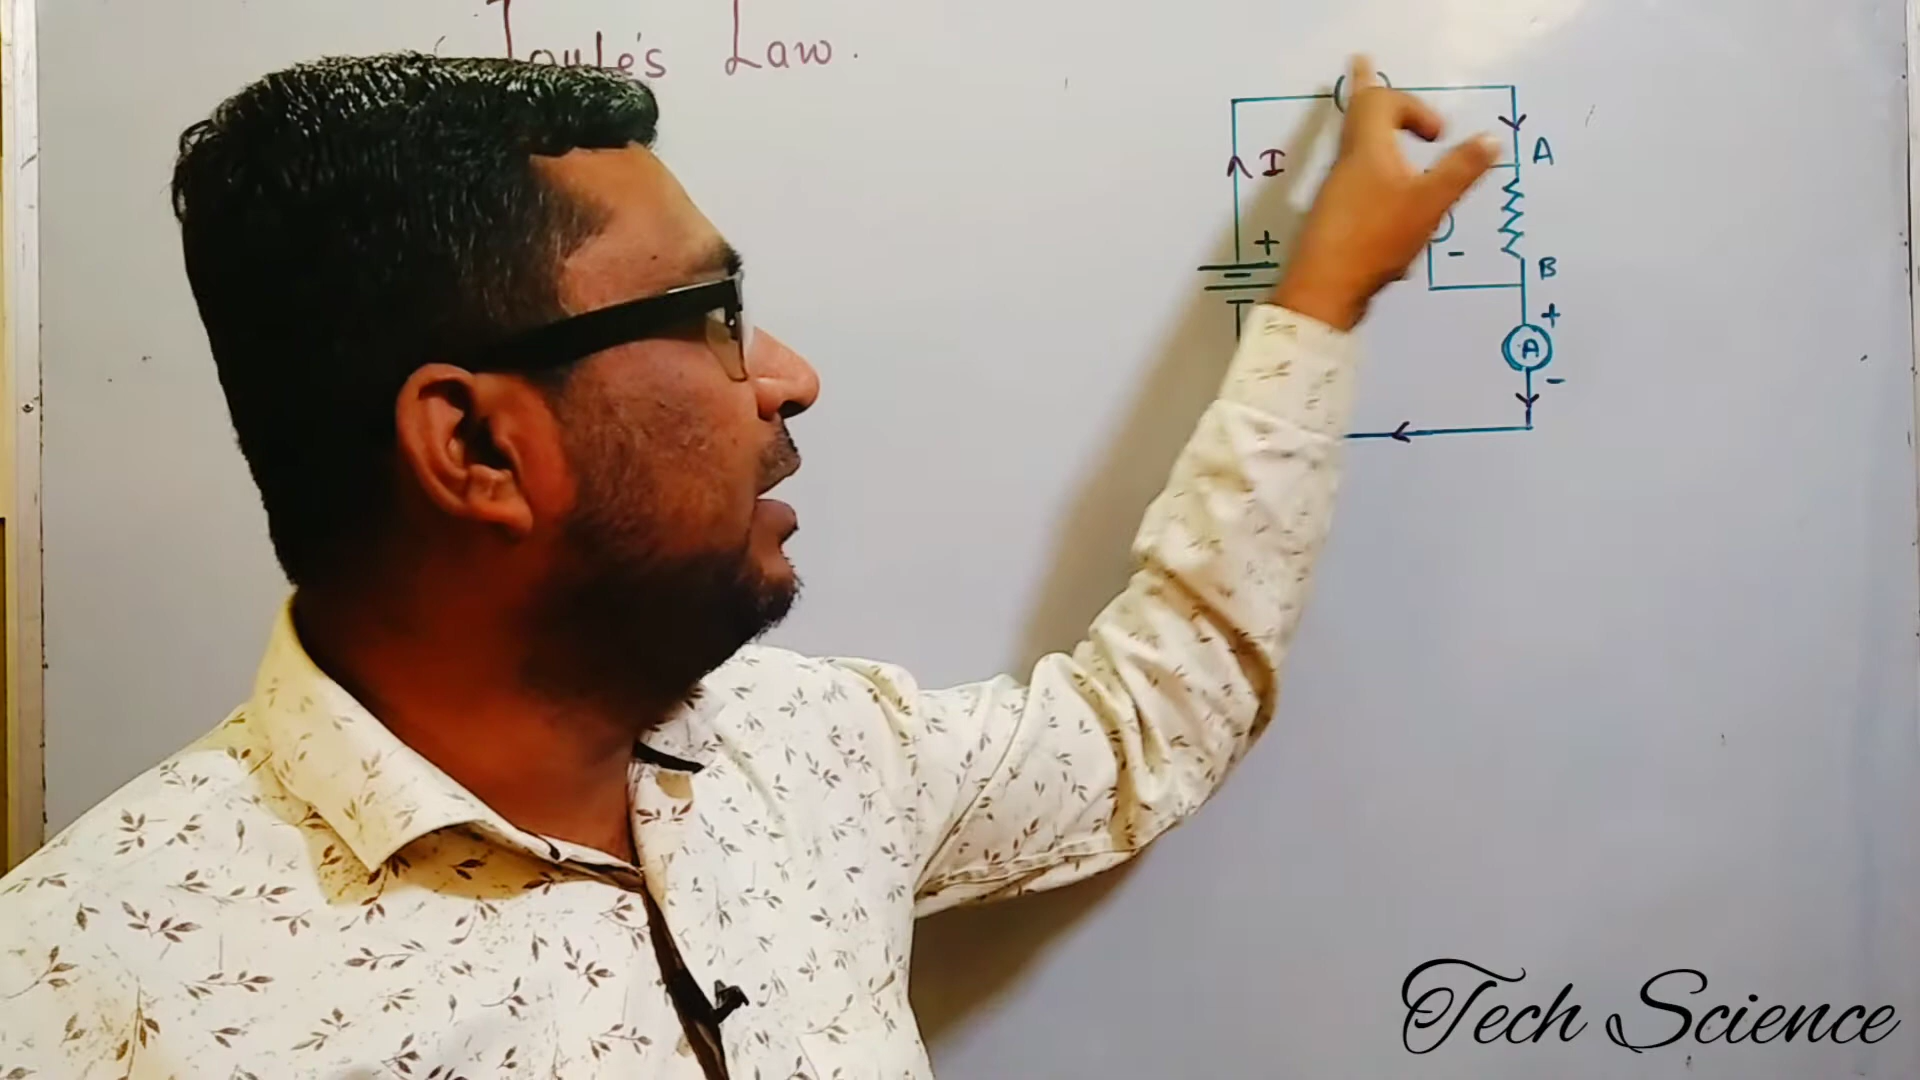 Joule's Law.
A
I
+
-
B
+
A
-
Tech Science